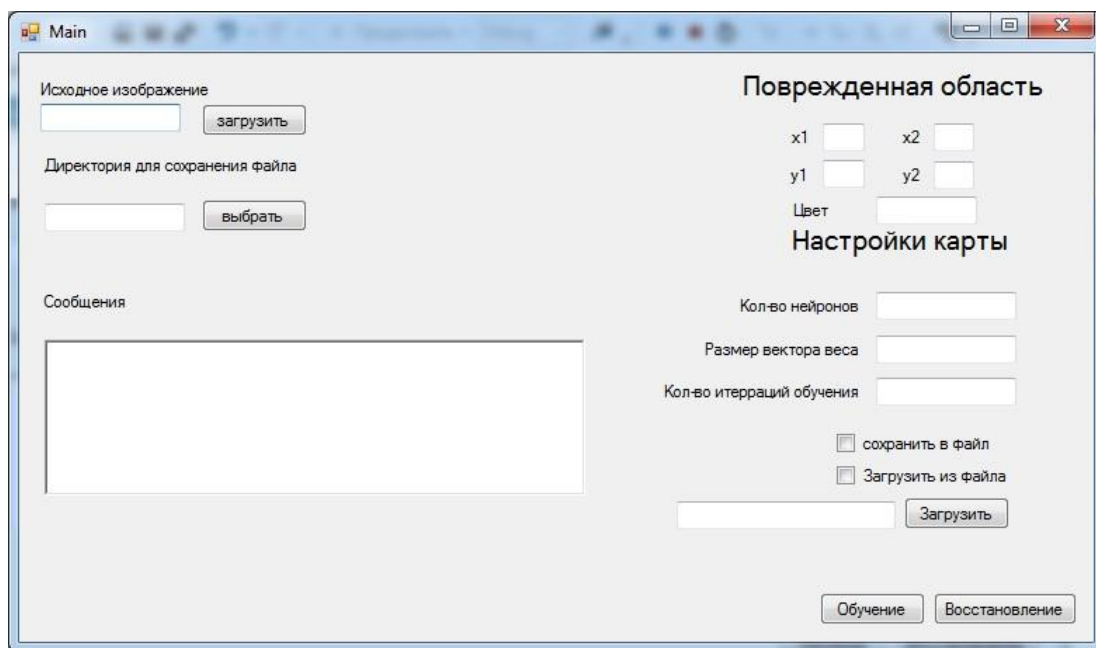 Main
Исходное изображение
загрузить
Директория для сохранения файла
выбрать
Сообщения
Поврежденная область
x1 x2
y1 y2
Цвет
Настройки карты
Кол-во нейронов
Размер вектора веса
Кол-во итерраций обучения
сохранить в файл
Загрузить из файла
Загрузить
Обучение Восстановление